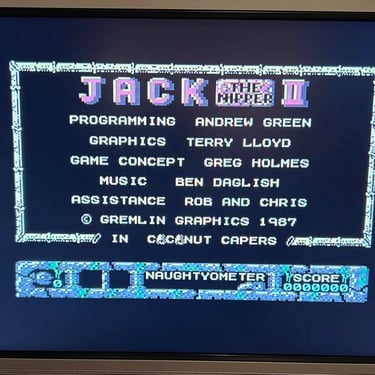 JACK THE NIPPER II
PROGRAMMING ANDREW GREEN
GRAPHICS TERRY LLOYD
GAME CONCEPT GREG HOLMES
MUSIC BEN DAGLISH
ASSISTANCE ROB AND CHRIS
© GREMLIN GRAPHICS 1987
IN COCONUT CAPERS
NAUGHTYOMETER SCORE
0 0000000